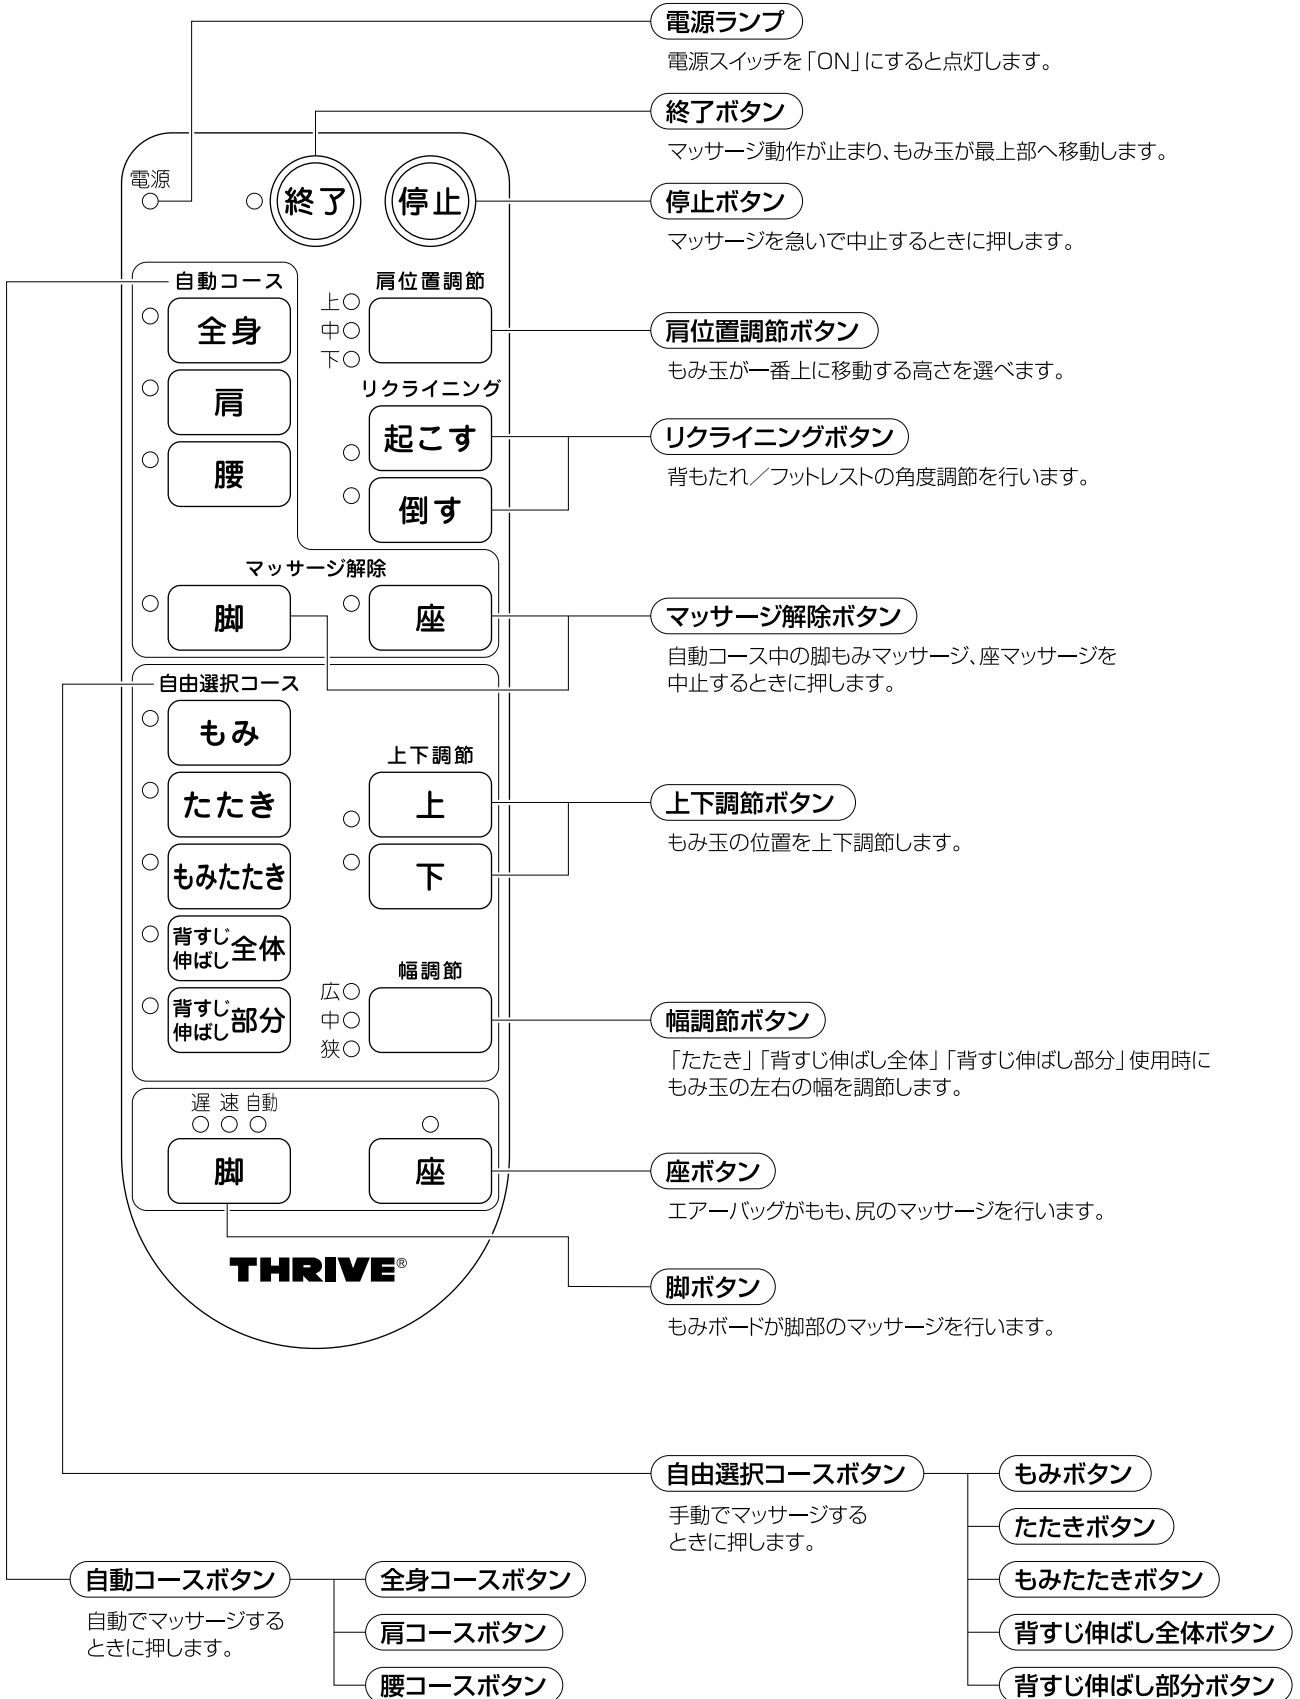 電源ランプ
電源スイッチを「ON」にすると点灯します。
終了ボタン
マッサージ動作が止まり、もみ玉が最上部へ移動します。
停止ボタン
マッサージを急いで中止するときに押します。
肩位置調節ボタン
もみ玉が一番上に移動する高さを選べます。
リクライニングボタン
背もたれ／フットレストの角度調節を行います。
マッサージ解除ボタン
自動コース中の脚もみマッサージ、座マッサージを
中止するときに押します。
上下調節ボタン
もみ玉の位置を上下調節します。
幅調節ボタン
「たたき」「背すじ伸ばし全体」「背すじ伸ばし部分」使用時に
もみ玉の左右の幅を調節します。
座ボタン
エアーバッグがもも、尻のマッサージを行います。
脚ボタン
もみボードが脚部のマッサージを行います。
電源
終了
停止
自動コース
全身
肩
腰
肩位置調節
上
中
下
リクライニング
起こす
倒す
マッサージ解除
脚
座
自由選択コース
もみ
たたき
もみたたき
背すじ
伸ばし
全体
背すじ
伸ばし
部分
上下調節
上
下
幅調節
広
中
狭
遅 速 自動
脚
座
THRIVE®
自由選択コースボタン
手動でマッサージする
ときに押します。
もみボタン
たたきボタン
もみたたきボタン
背すじ伸ばし全体ボタン
背すじ伸ばし部分ボタン
自動コースボタン
自動でマッサージする
ときに押します。
全身コースボタン
肩コースボタン
腰コースボタン